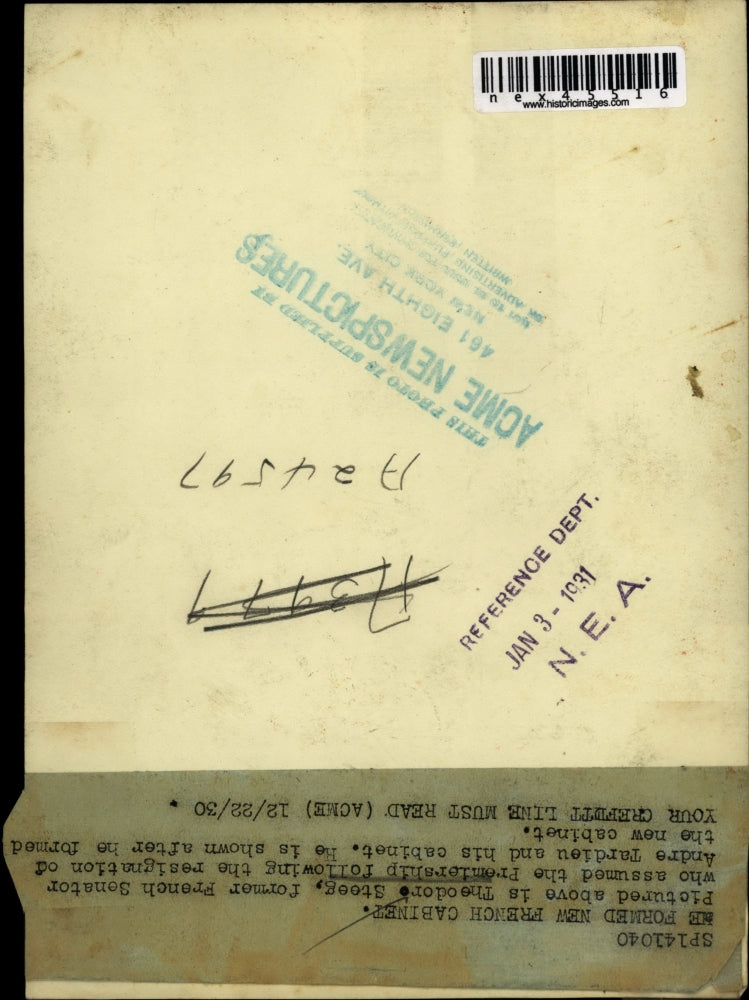 nex45516
www.historicimages.com
THIS PHOTO IS SUPPLIED BY
ACME NEWSPICTURES
461 EIGHTH AVE.
NEW YORK CITY
A24597
REFERENCE DEPT.
JAN 3 - 1931
N. E. A.
SP141040
HE FORMED NEW FRENCH CABINET.
Pictured above is Theodore Steeg, former French Senator
who assumed the Premiership following the resignation of
Andre Tardieu and his cabinet. He is shown after he formed
the new cabinet.
YOUR CREDIT LINE MUST READ (ACME) 12/22/30.